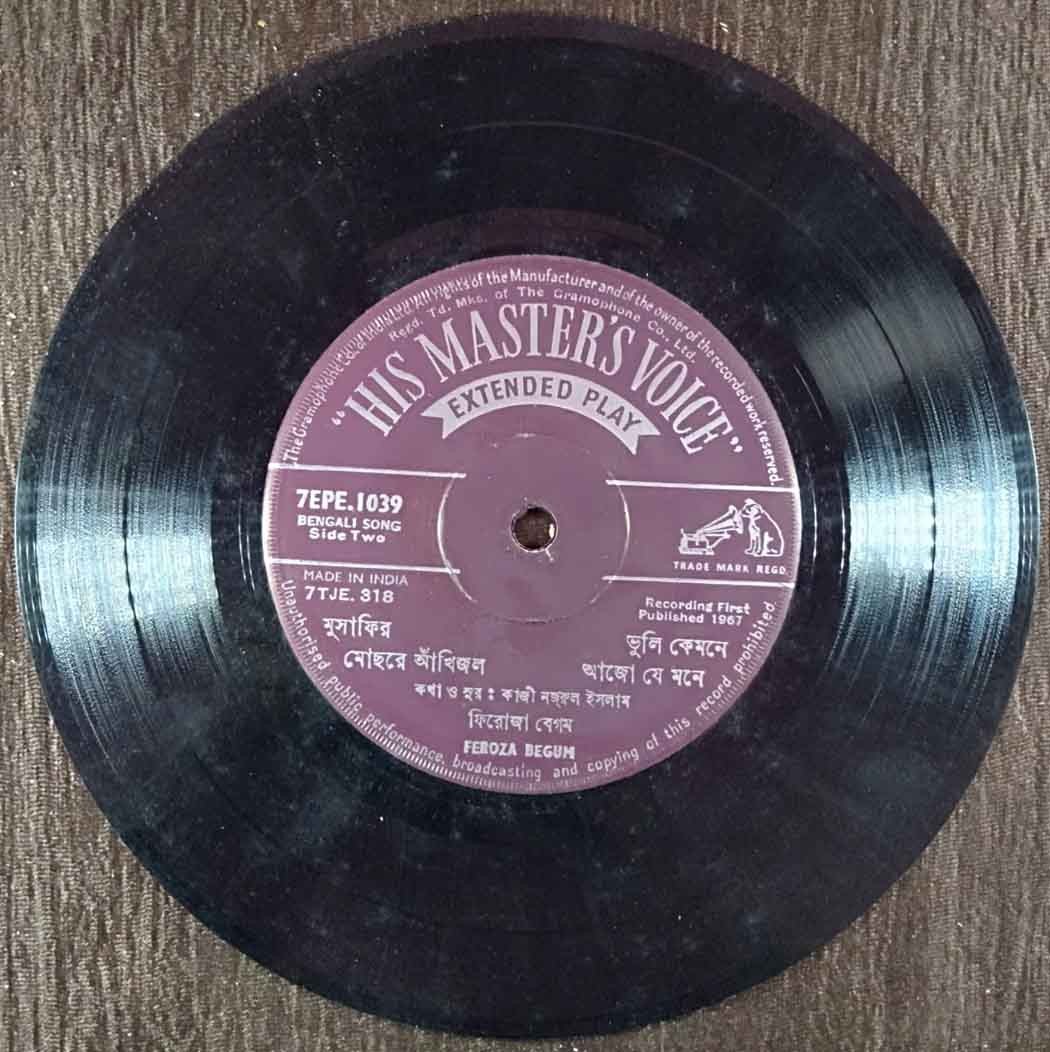 The Gramophone Co. of India Ltd. All rights of the Manufacturer and of the owner of the recorded work reserved.
Regd. Td. Mks. of The Gramophone Co., Ltd.
"HIS MASTER'S VOICE"
EXTENDED PLAY
7EPE.1039
BENGALI SONG
Side Two
TRADE MARK REGD.
MADE IN INDIA
7TJE. 318
Recording First
Published 1967
মুসাফির
মোছরে আঁখিজল
ভুলি কেমনে
আজো যে মনে
কথা ও সুর : কাজী নজরুল ইসলাম
ফিরোজা বেগম
FEROZA BEGUM
Unauthorised public performance, broadcasting and copying of this record prohibited.